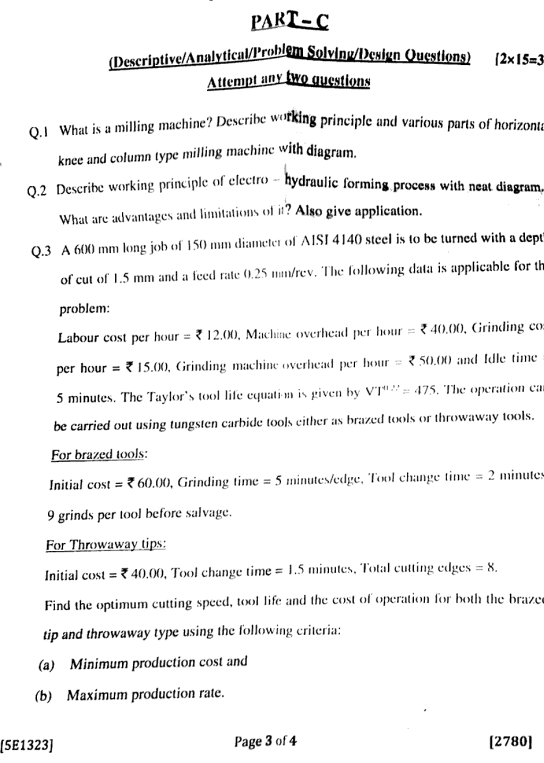 PART – C
(Descriptive/Analytical/Problem Solving/Design Questions) [2×15=3
Attempt any two questions
Q.1 What is a milling machine? Describe working principle and various parts of horizonta
knee and column type milling machine with diagram.
Q.2 Describe working principle of electro – hydraulic forming process with neat diagram.
What are advantages and limitations of it? Also give application.
Q.3 A 600 mm long job of 150 mm diameter of AISI 4140 steel is to be turned with a dept
of cut of 1.5 mm and a feed rate 0.25 mm/rev. The following data is applicable for th
problem:
Labour cost per hour = ₹ 12.00, Machine overhead per hour = ₹ 40.00, Grinding co
per hour = ₹ 15.00, Grinding machine overhead per hour = ₹ 50.00 and Idle time
5 minutes. The Taylor's tool life equation is given by = 475. The operation ca
be carried out using tungsten carbide tools either as brazed tools or throwaway tools.
For brazed tools:
Initial cost = ₹ 60.00, Grinding time = 5 minutes/edge, Tool change time = 2 minutes
9 grinds per tool before salvage.
For Throwaway tips:
Initial cost = ₹ 40.00, Tool change time = 1.5 minutes, Total cutting edges = 8.
Find the optimum cutting speed, tool life and the cost of operation for both the braze
tip and throwaway type using the following criteria:
(a) Minimum production cost and
(b) Maximum production rate.
[5E1323] Page 3 of 4 [2780]